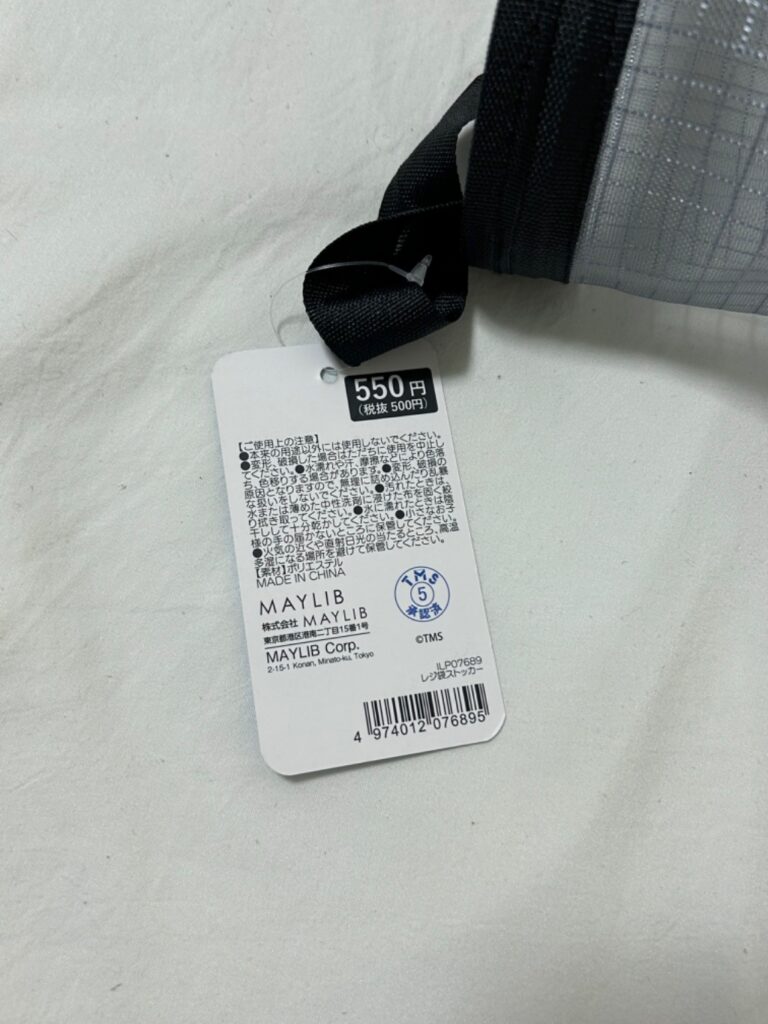 550円
(税抜 500円)
【ご使用上の注意】
●本来の用途以外には使用しないでください。
●変形、破損した場合はただちに使用を中止し
てください。●水濡れや汗、摩擦などにより色落
ち、色移りする場合があります。●変形、破損の
原因となりますので、無理に詰め込んだり乱暴
な扱いをしないでください。●汚れたときは、
水または薄めた中性洗剤に浸けた布を固く絞
り拭き取ってください。●水に濡れたときは陰
干しして十分乾かしてください。●小さなお子
様の手の届かないところに保管してください。
●火気の近くや直射日光の当たるところ、高温
多湿になる場所を避けて保管してください。
【素材】ポリエステル
MADE IN CHINA
MAYLIB
株式会社 MAYLIB
東京都港区港南二丁目15番1号
MAYLIB Corp.
2-15-1 Konan, Minato-ku, Tokyo
TMS
5
承認済
©TMS
ILP07689
レジ袋ストッカー
4 974012 076895